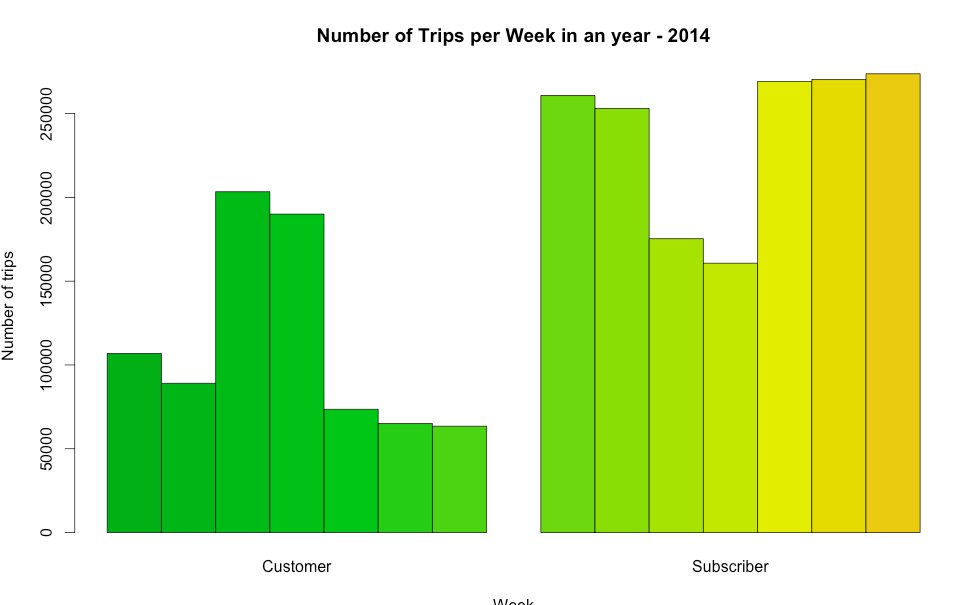 Number of Trips per Week in an year - 2014
Number of trips
250000
200000
150000
100000
50000
0
Customer
Subscriber
Week